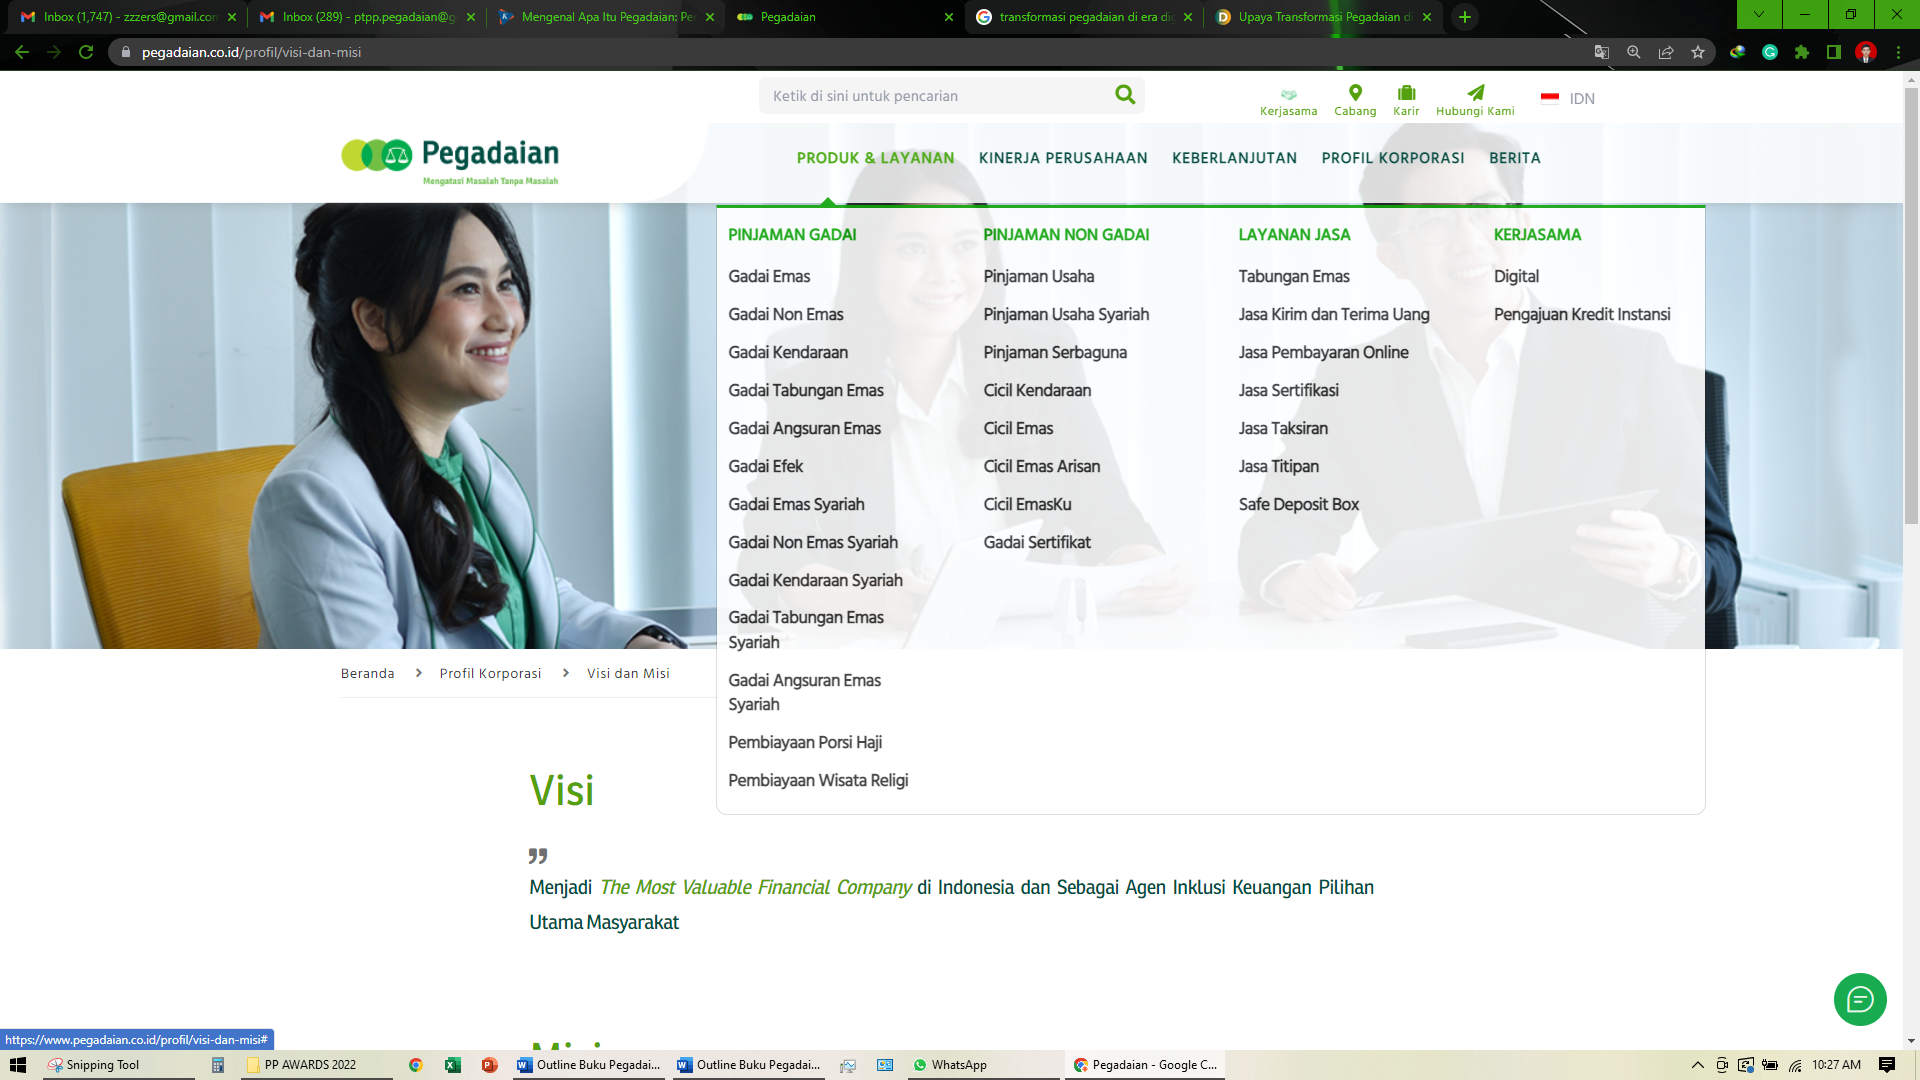 Inbox (1,747) - zzzers@gmail.com
Inbox (289) - ptpp.pegadaian@g
Mengenal Apa Itu Pegadaian: Per
Pegadaian
transformasi pegadaian di era di
Upaya Transformasi Pegadaian d
pegadaian.co.id/profil/visi-dan-misi
Ketik di sini untuk pencarian
Kerjasama
Cabang
Karir
Hubungi Kami
IDN
Pegadaian
Mengatasi Masalah Tanpa Masalah
PRODUK & LAYANAN
KINERJA PERUSAHAAN
KEBERLANJUTAN
PROFIL KORPORASI
BERITA
PINJAMAN GADAI
Gadai Emas
Gadai Non Emas
Gadai Kendaraan
Gadai Tabungan Emas
Gadai Angsuran Emas
Gadai Efek
Gadai Emas Syariah
Gadai Non Emas Syariah
Gadai Kendaraan Syariah
Gadai Tabungan Emas
Syariah
Gadai Angsuran Emas
Syariah
Pembiayaan Porsi Haji
Pembiayaan Wisata Religi
PINJAMAN NON GADAI
Pinjaman Usaha
Pinjaman Usaha Syariah
Pinjaman Serbaguna
Cicil Kendaraan
Cicil Emas
Cicil Emas Arisan
Cicil EmasKu
Gadai Sertifikat
LAYANAN JASA
Tabungan Emas
Jasa Kirim dan Terima Uang
Jasa Pembayaran Online
Jasa Sertifikasi
Jasa Taksiran
Jasa Titipan
Safe Deposit Box
KERJASAMA
Digital
Pengajuan Kredit Instansi
Beranda > Profil Korporasi > Visi dan Misi
Visi
”
Menjadi The Most Valuable Financial Company di Indonesia dan Sebagai Agen Inklusi Keuangan Pilihan
Utama Masyarakat
Misi
https://www.pegadaian.co.id/profil/visi-dan-misi#
Snipping Tool
PP AWARDS 2022
Outline Buku Pegadai...
Outline Buku Pegadai...
WhatsApp
Pegadaian - Google C...
10:27 AM